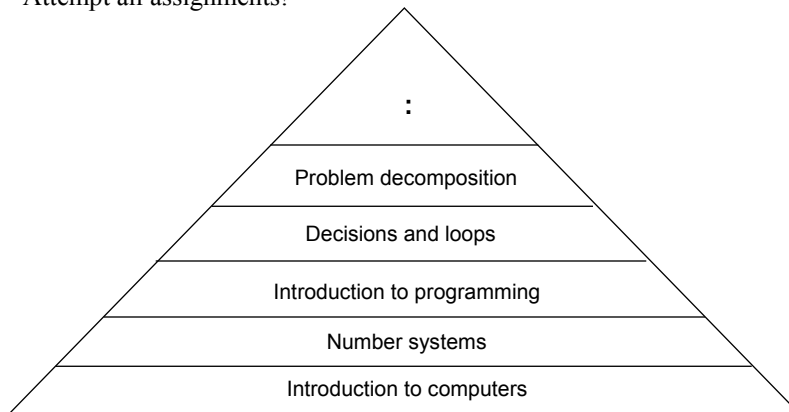 Attempt all assignments!
:
Problem decomposition
Decisions and loops
Introduction to programming
Number systems
Introduction to computers